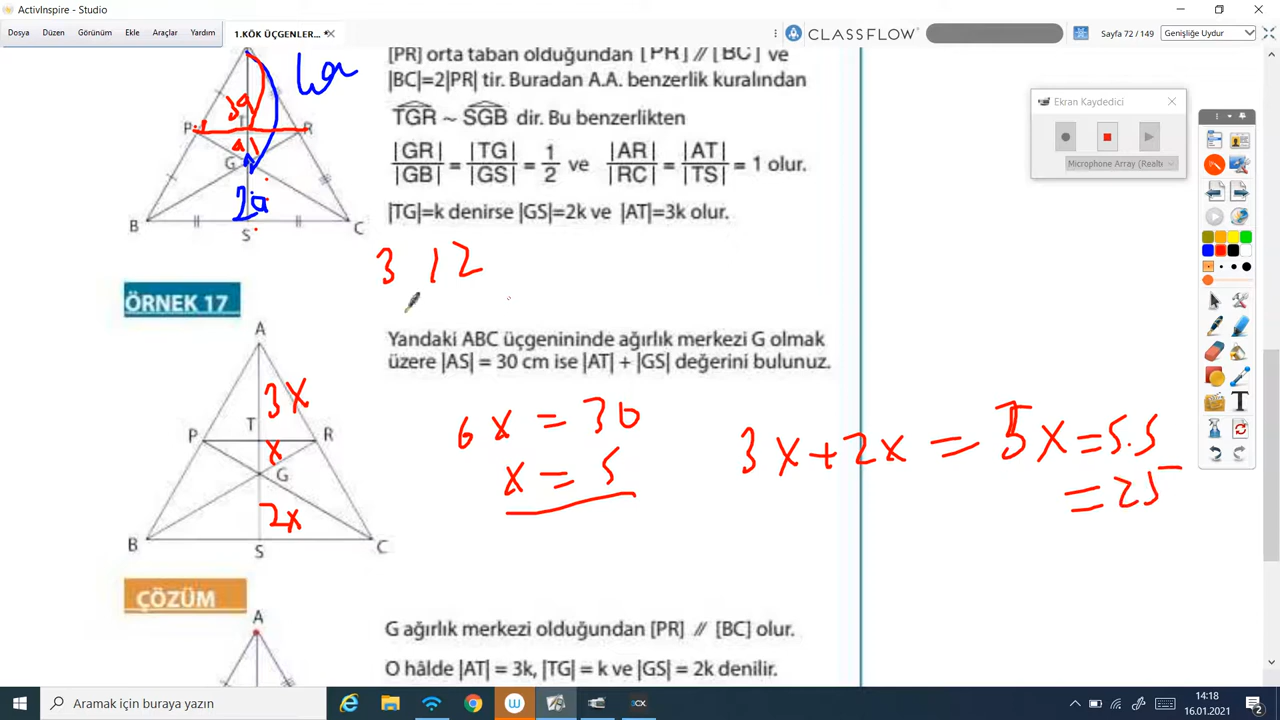 ActivInspire - Studio
Dosya Düzen Görünüm Ekle Araçlar Yardım
1.KÖK ÜÇGENLER...
CLASSFLOW
Sayfa 72 / 149
Genişliğe Uydur
[PR] orta taban olduğundan [PR] // [BC] ve
|BC|=2|PR| tir. Buradan A.A. benzerlik kuralından
TGR ~ SGB dir. Bu benzerlikten
|GR|/|GB| = |TG|/|GS| = 1/2 ve |AR|/|RC| = |AT|/|TS| = 1 olur.
|TG|=k denirse |GS|=2k ve |AT|=3k olur.
4a
3a
P R
a
G
2a
B S C
3 1 2
Ekran Kaydedici
Microphone Array (Realte
ÖRNEK 17
Yandaki ABC üçgenininde ağırlık merkezi G olmak
üzere |AS| = 30 cm ise |AT| + |GS| değerini bulunuz.
A
3x
T
P R
x
G
2x
B S C
6x = 30
x = 5
3x+2x = 5x = 5.5
= 25
ÇÖZÜM
A
G ağırlık merkezi olduğundan [PR] // [BC] olur.
O hâlde |AT| = 3k, |TG| = k ve |GS| = 2k denilir.
Aramak için buraya yazın
14:18
16.01.2021
2